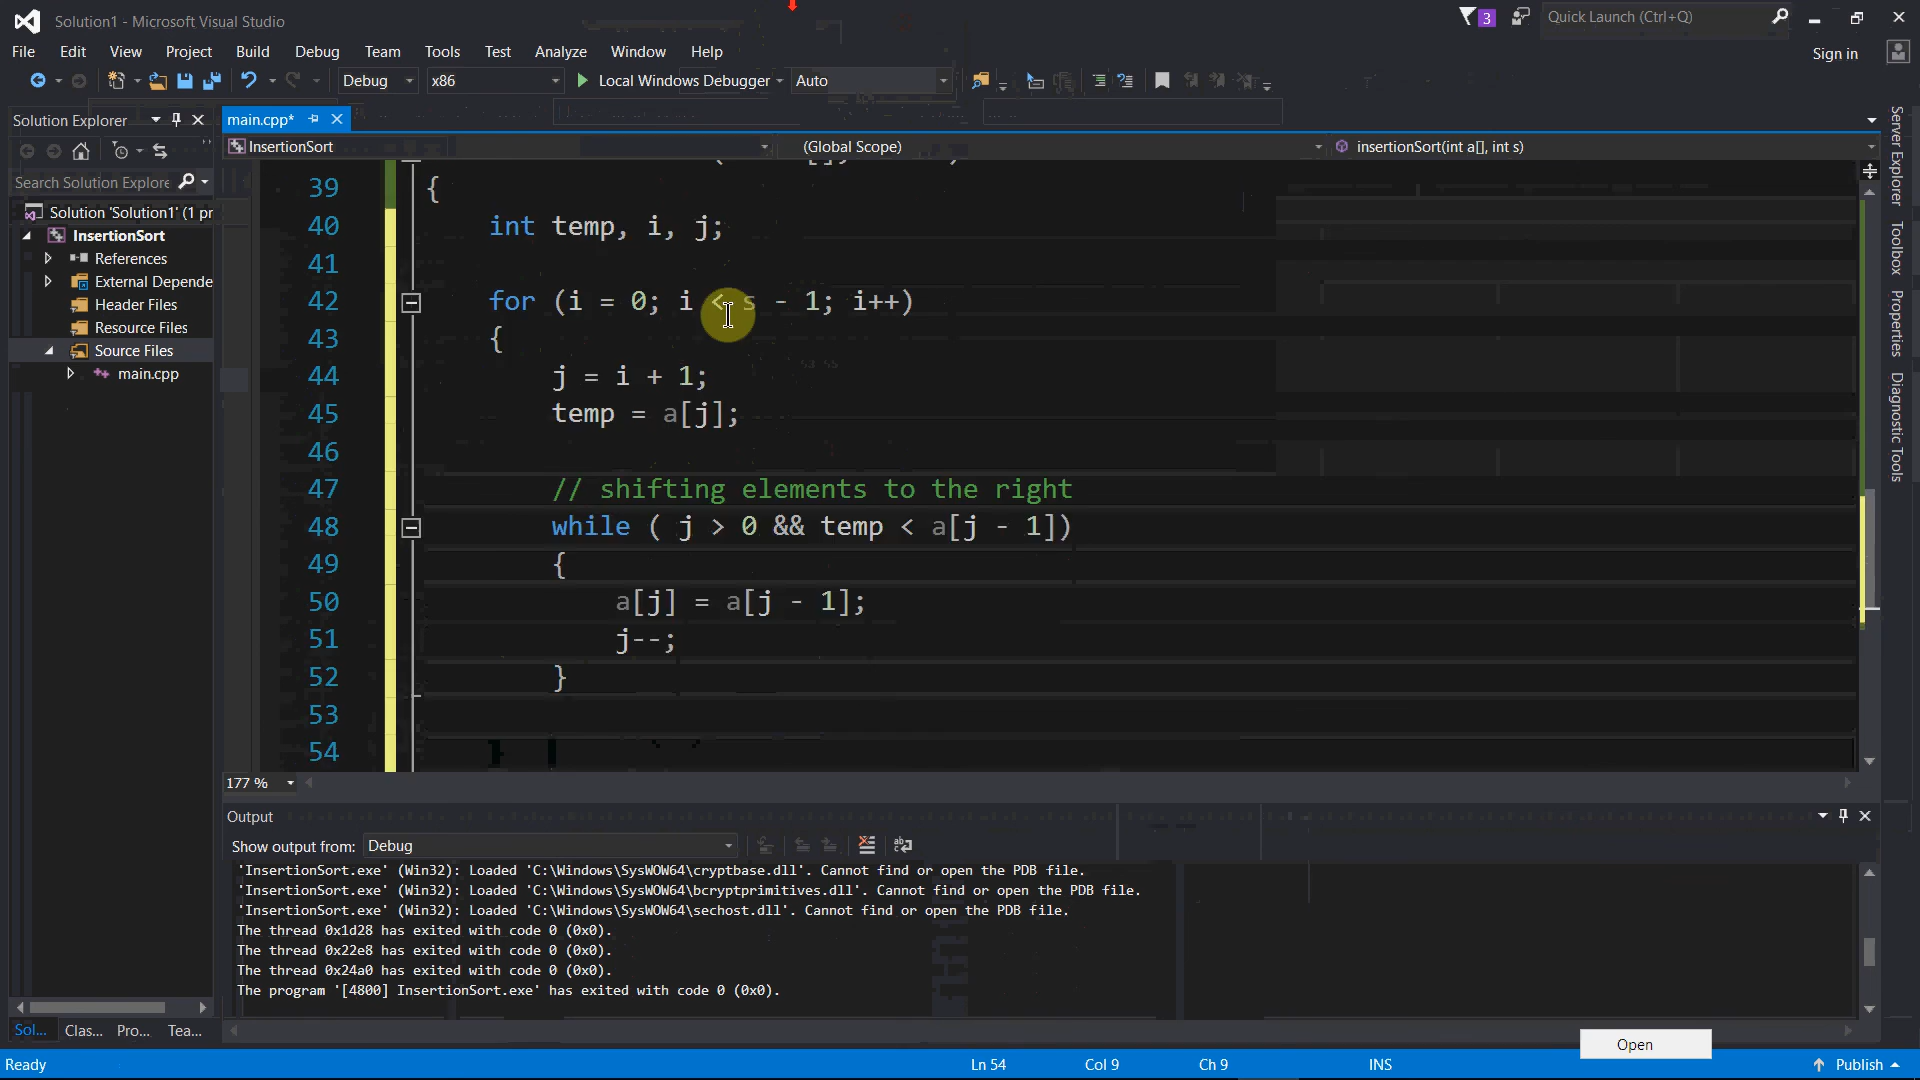 Solution1 - Microsoft Visual Studio
3
Quick Launch (Ctrl+Q)
File Edit View Project Build Debug Team Tools Test Analyze Window Help
Sign in
Debug x86 Local Windows Debugger Auto
Solution Explorer
main.cpp*
InsertionSort (Global Scope) insertionSort(int a[], int s)
Search Solution Explore
Solution 'Solution1' (1 pr
InsertionSort
References
External Depende
Header Files
Resource Files
Source Files
main.cpp
39 {
40 int temp, i, j;
41
42 for (i = 0; i < s - 1; i++)
43 {
44 j = i + 1;
45 temp = a[j];
46
47 // shifting elements to the right
48 while ( j > 0 && temp < a[j - 1])
49 {
50 a[j] = a[j - 1];
51 j--;
52 }
53
54 }
177 %
Output
Show output from: Debug
'InsertionSort.exe' (Win32): Loaded 'C:\Windows\SysWOW64\cryptbase.dll'. Cannot find or open the PDB file.
'InsertionSort.exe' (Win32): Loaded 'C:\Windows\SysWOW64\bcryptprimitives.dll'. Cannot find or open the PDB file.
'InsertionSort.exe' (Win32): Loaded 'C:\Windows\SysWOW64\sechost.dll'. Cannot find or open the PDB file.
The thread 0x1d28 has exited with code 0 (0x0).
The thread 0x22e8 has exited with code 0 (0x0).
The thread 0x24a0 has exited with code 0 (0x0).
The program '[4800] InsertionSort.exe' has exited with code 0 (0x0).
Sol... Clas... Pro... Tea...
Server Explorer
Toolbox
Properties
Diagnostic Tools
Open
Ready Ln 54 Col 9 Ch 9 INS Publish